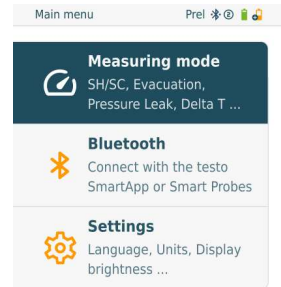 Main menu Prel ②
Measuring mode
SH/SC, Evacuation,
Pressure Leak, Delta T ...
Bluetooth
Connect with the testo
SmartApp or Smart Probes
Settings
Language, Units, Display
brightness ...